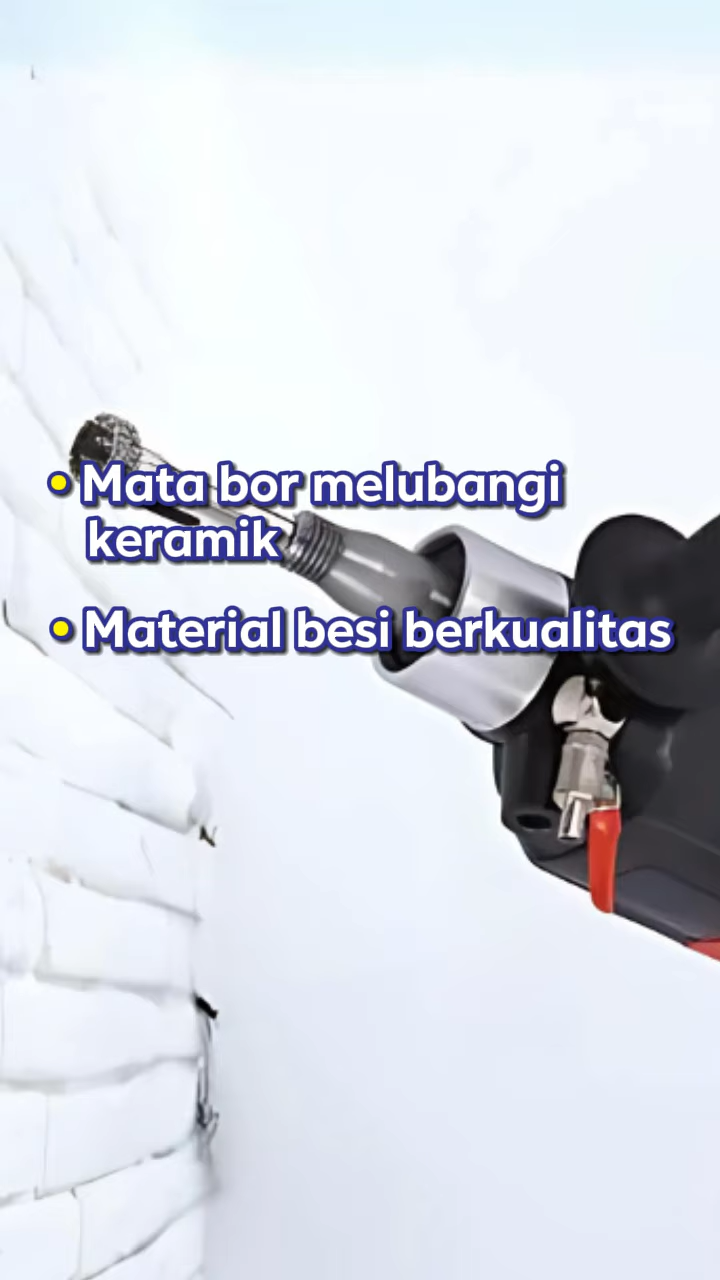 • Mata bor melubangi
keramik
• Material besi berkualitas